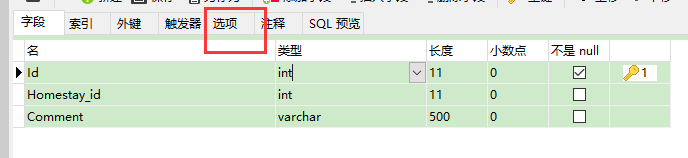 字段 索引 外键 触发器 选项 注释 SQL 预览
名 类型 长度 小数点 不是 null
Id int 11 0 1
Homestay_id int 11 0
Comment varchar 500 0